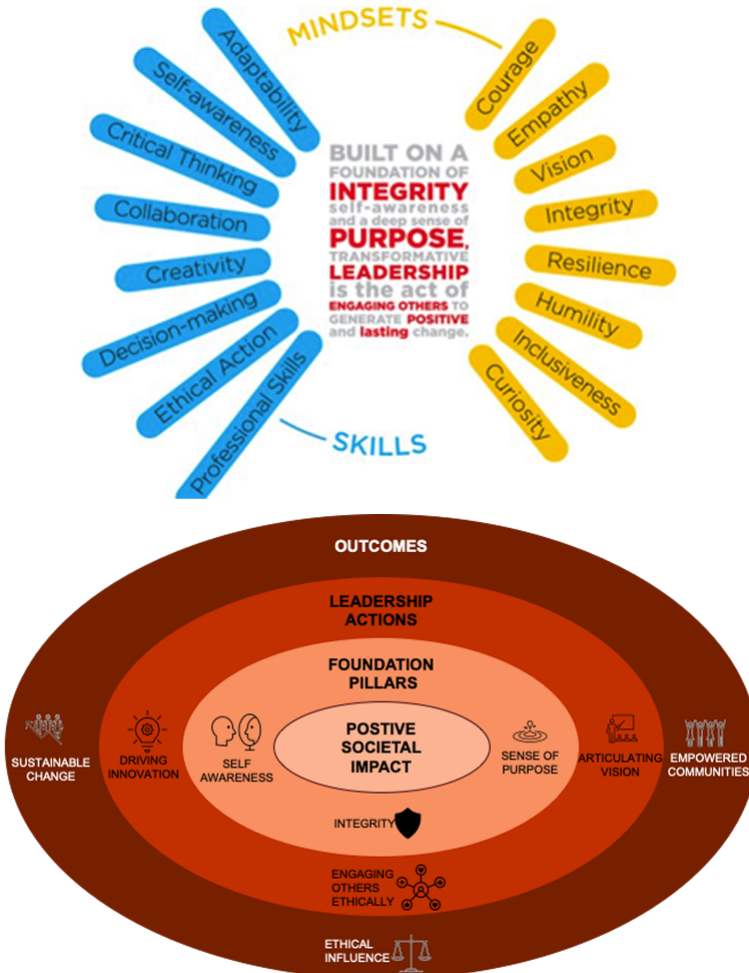 MINDSETS
Adaptability
Self-awareness
Critical Thinking
Collaboration
Creativity
Decision-making
Ethical Action
Professional Skills
BUILT ON A
FOUNDATION OF
INTEGRITY
self-awareness
and a deep sense of
PURPOSE,
TRANSFORMATIVE
LEADERSHIP
is the act of
ENGAGING OTHERS TO
GENERATE POSITIVE
and lasting change.
Courage
Empathy
Vision
Integrity
Resilience
Humility
Inclusiveness
Curiosity
SKILLS
OUTCOMES
LEADERSHIP
ACTIONS
FOUNDATION
PILLARS
POSTIVE
SOCIETAL
IMPACT
SUSTAINABLE
CHANGE
DRIVING
INNOVATION
SELF
AWARENESS
SENSE OF
PURPOSE
ARTICULATING
VISION
EMPOWERED
COMMUNITIES
INTEGRITY
ENGAGING
OTHERS
ETHICALLY
ETHICAL
INFLUENCE